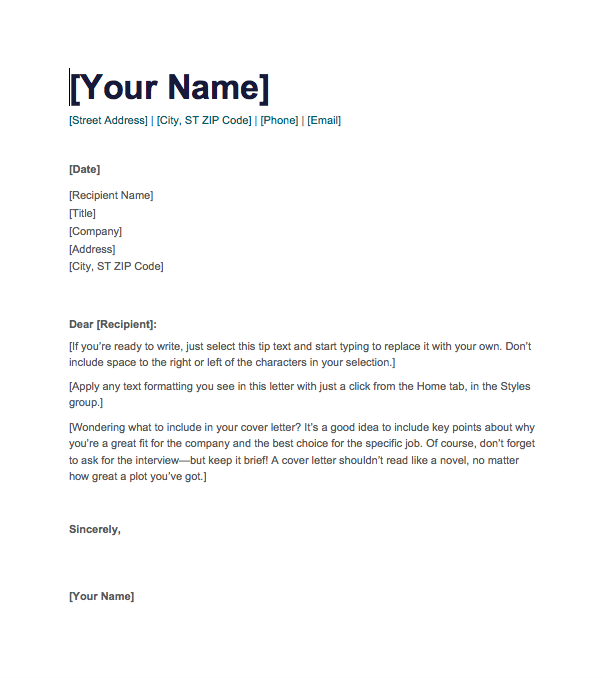 [Your Name]
[Street Address] | [City, ST ZIP Code] | [Phone] | [Email]
[Date]
[Recipient Name]
[Title]
[Company]
[Address]
[City, ST ZIP Code]
Dear [Recipient]:
[If you’re ready to write, just select this tip text and start typing to replace it with your own. Don’t
include space to the right or left of the characters in your selection.]
[Apply any text formatting you see in this letter with just a click from the Home tab, in the Styles
group.]
[Wondering what to include in your cover letter? It’s a good idea to include key points about why
you’re a great fit for the company and the best choice for the specific job. Of course, don’t forget
to ask for the interview—but keep it brief! A cover letter shouldn’t read like a novel, no matter
how great a plot you’ve got.]
Sincerely,
[Your Name]